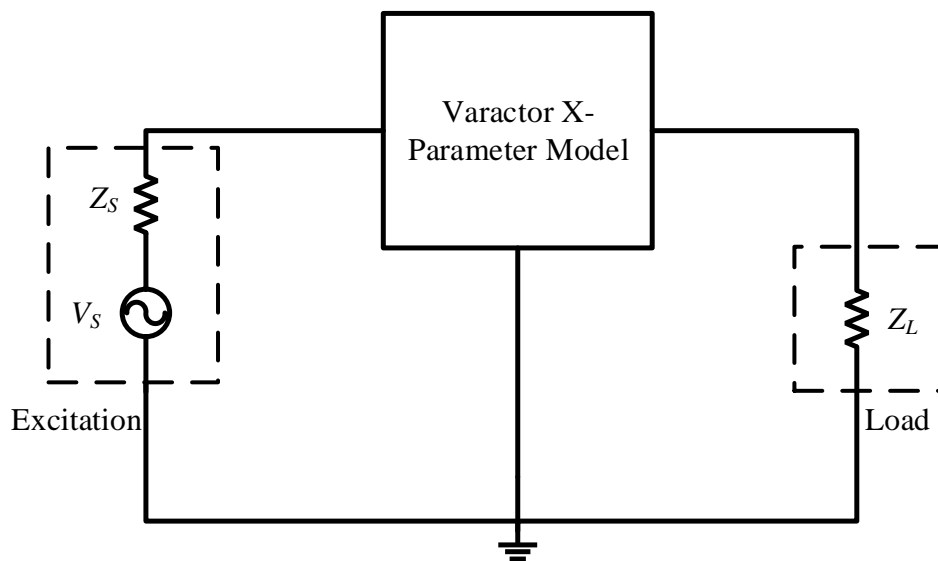 Varactor X-
Parameter Model
Z_S
V_S
Z_L
Excitation
Load